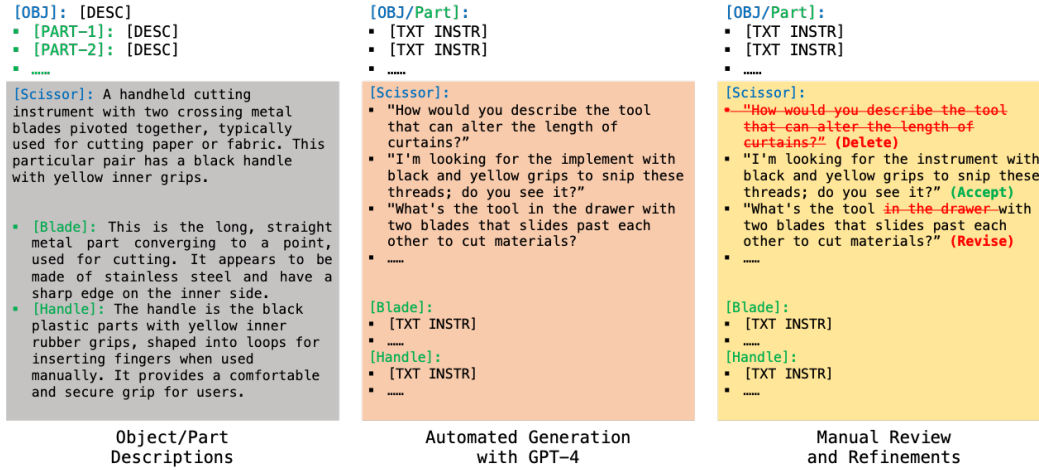 [OBJ]: [DESC]
▪ [PART-1]: [DESC]
▪ [PART-2]: [DESC]
▪ ……
[Scissor]: A handheld cutting
instrument with two crossing metal
blades pivoted together, typically
used for cutting paper or fabric. This
particular pair has a black handle
with yellow inner grips.
▪ [Blade]: This is the long, straight
metal part converging to a point,
used for cutting. It appears to be
made of stainless steel and have a
sharp edge on the inner side.
▪ [Handle]: The handle is the black
plastic parts with yellow inner
rubber grips, shaped into loops for
inserting fingers when used
manually. It provides a comfortable
and secure grip for users.
Object/Part
Descriptions
[OBJ/Part]:
▪ [TXT INSTR]
▪ [TXT INSTR]
▪ ……
[Scissor]:
▪ "How would you describe the tool
that can alter the length of
curtains?”
▪ "I'm looking for the implement with
black and yellow grips to snip these
threads; do you see it?”
▪ "What's the tool in the drawer with
two blades that slides past each
other to cut materials?
▪ ……
[Blade]:
▪ [TXT INSTR]
▪ ……
[Handle]:
▪ [TXT INSTR]
▪ ……
Automated Generation
with GPT-4
[OBJ/Part]:
▪ [TXT INSTR]
▪ [TXT INSTR]
▪ ……
[Scissor]:
▪ "How would you describe the tool
that can alter the length of
curtains?” (Delete)
▪ "I'm looking for the instrument with
black and yellow grips to snip these
threads; do you see it?” (Accept)
▪ "What's the tool in the drawer with
two blades that slides past each
other to cut materials?” (Revise)
▪ ……
[Blade]:
▪ [TXT INSTR]
▪ ……
[Handle]:
▪ [TXT INSTR]
▪ ……
Manual Review
and Refinements